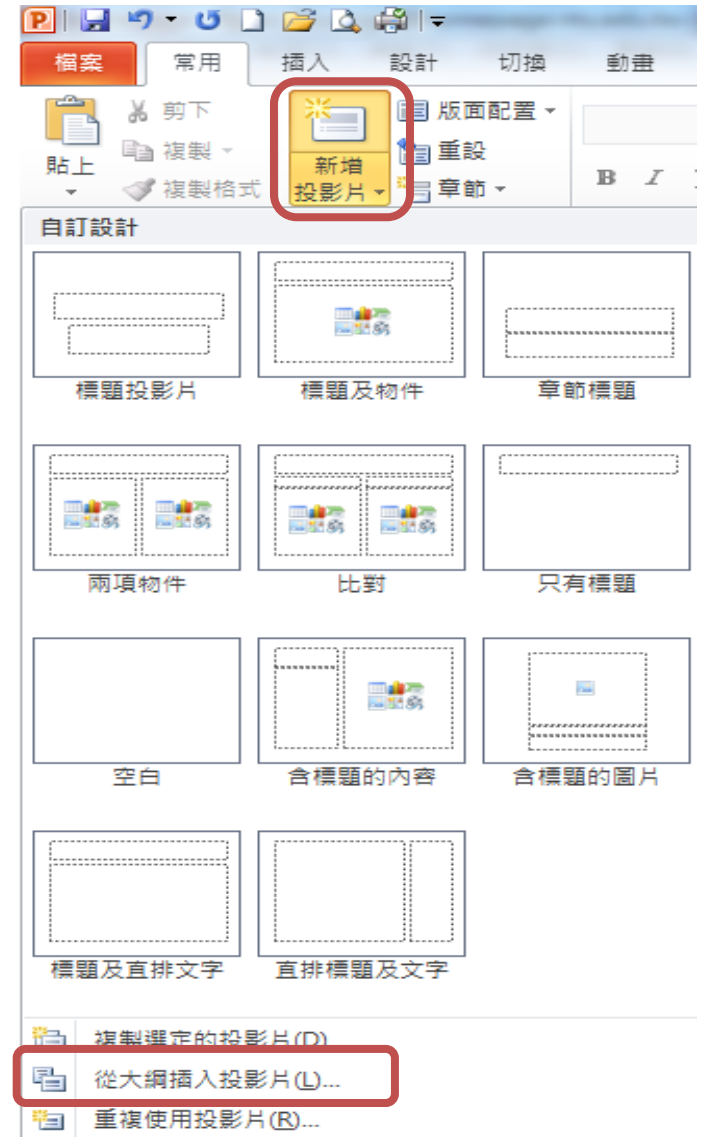 檔案 常用 插入 設計 切換 動畫
剪下
複製
複製格式
貼上
新增
投影片
版面配置
重設
章節
B I
自訂設計
標題投影片 標題及物件 章節標題
兩項物件 比對 只有標題
空白 含標題的內容 含標題的圖片
標題及直排文字 直排標題及文字
複製選定的投影片(D)
從大綱插入投影片(L)...
重複使用投影片(R)...